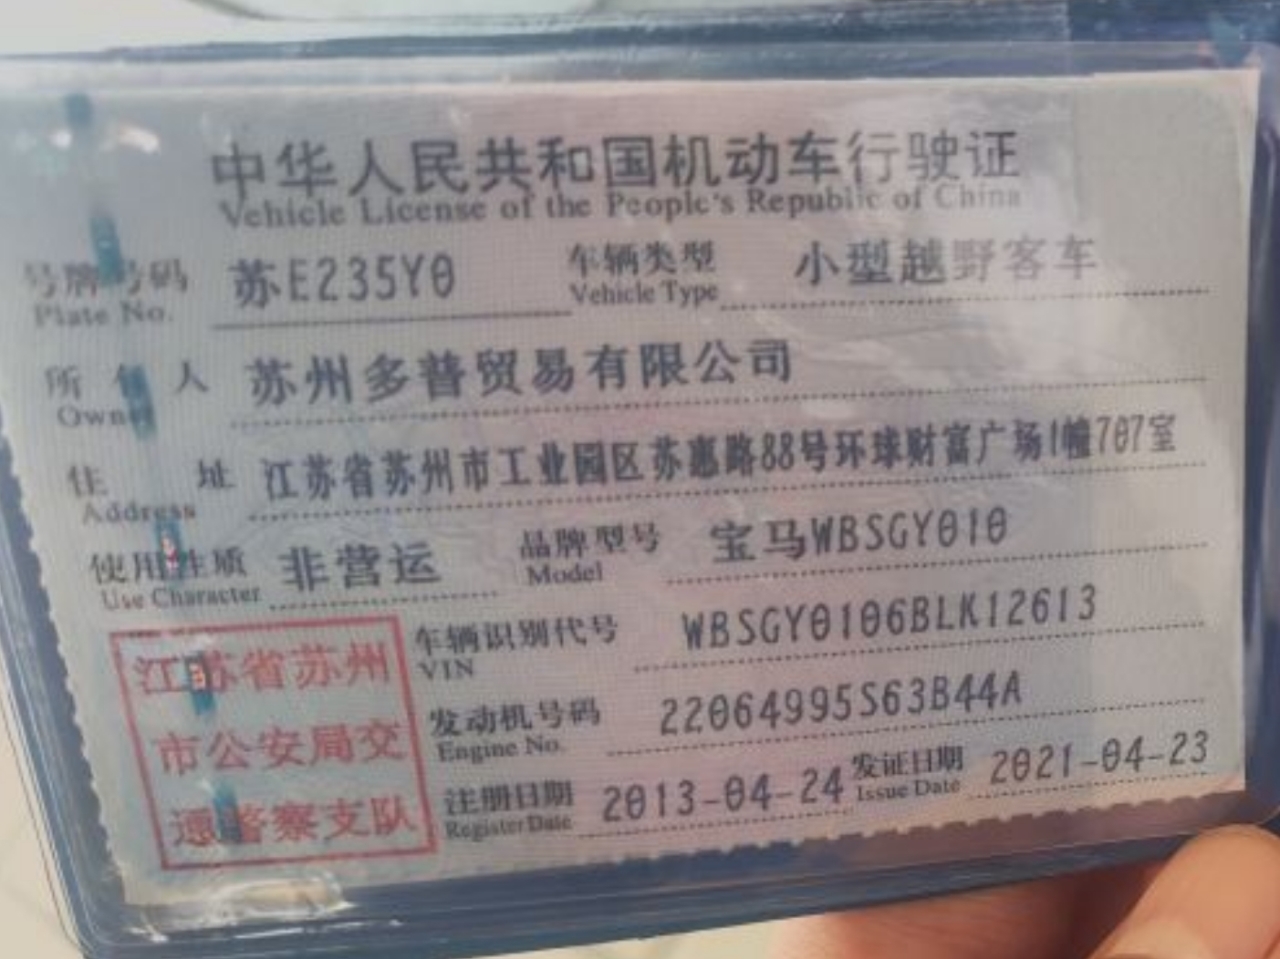 中华人民共和国机动车行驶证
Vehicle License of the People's Republic of China
号牌号码 苏E235Y0 车辆类型 小型越野客车
Plate No. Vehicle Type
所有人 苏州多普贸易有限公司
Owner
住址 江苏省苏州市工业园区苏惠路88号环球财富广场1幢707室
Address
使用性质 非营运 品牌型号 宝马WBSGY010
Use Character Model
车辆识别代号 WBSGY0106BLK12613
VIN
发动机号码 22064995S63B44A
Engine No.
注册日期 2013-04-24 发证日期 2021-04-23
Register Date Issue Date
江苏省苏州
市公安局交
通警察支队